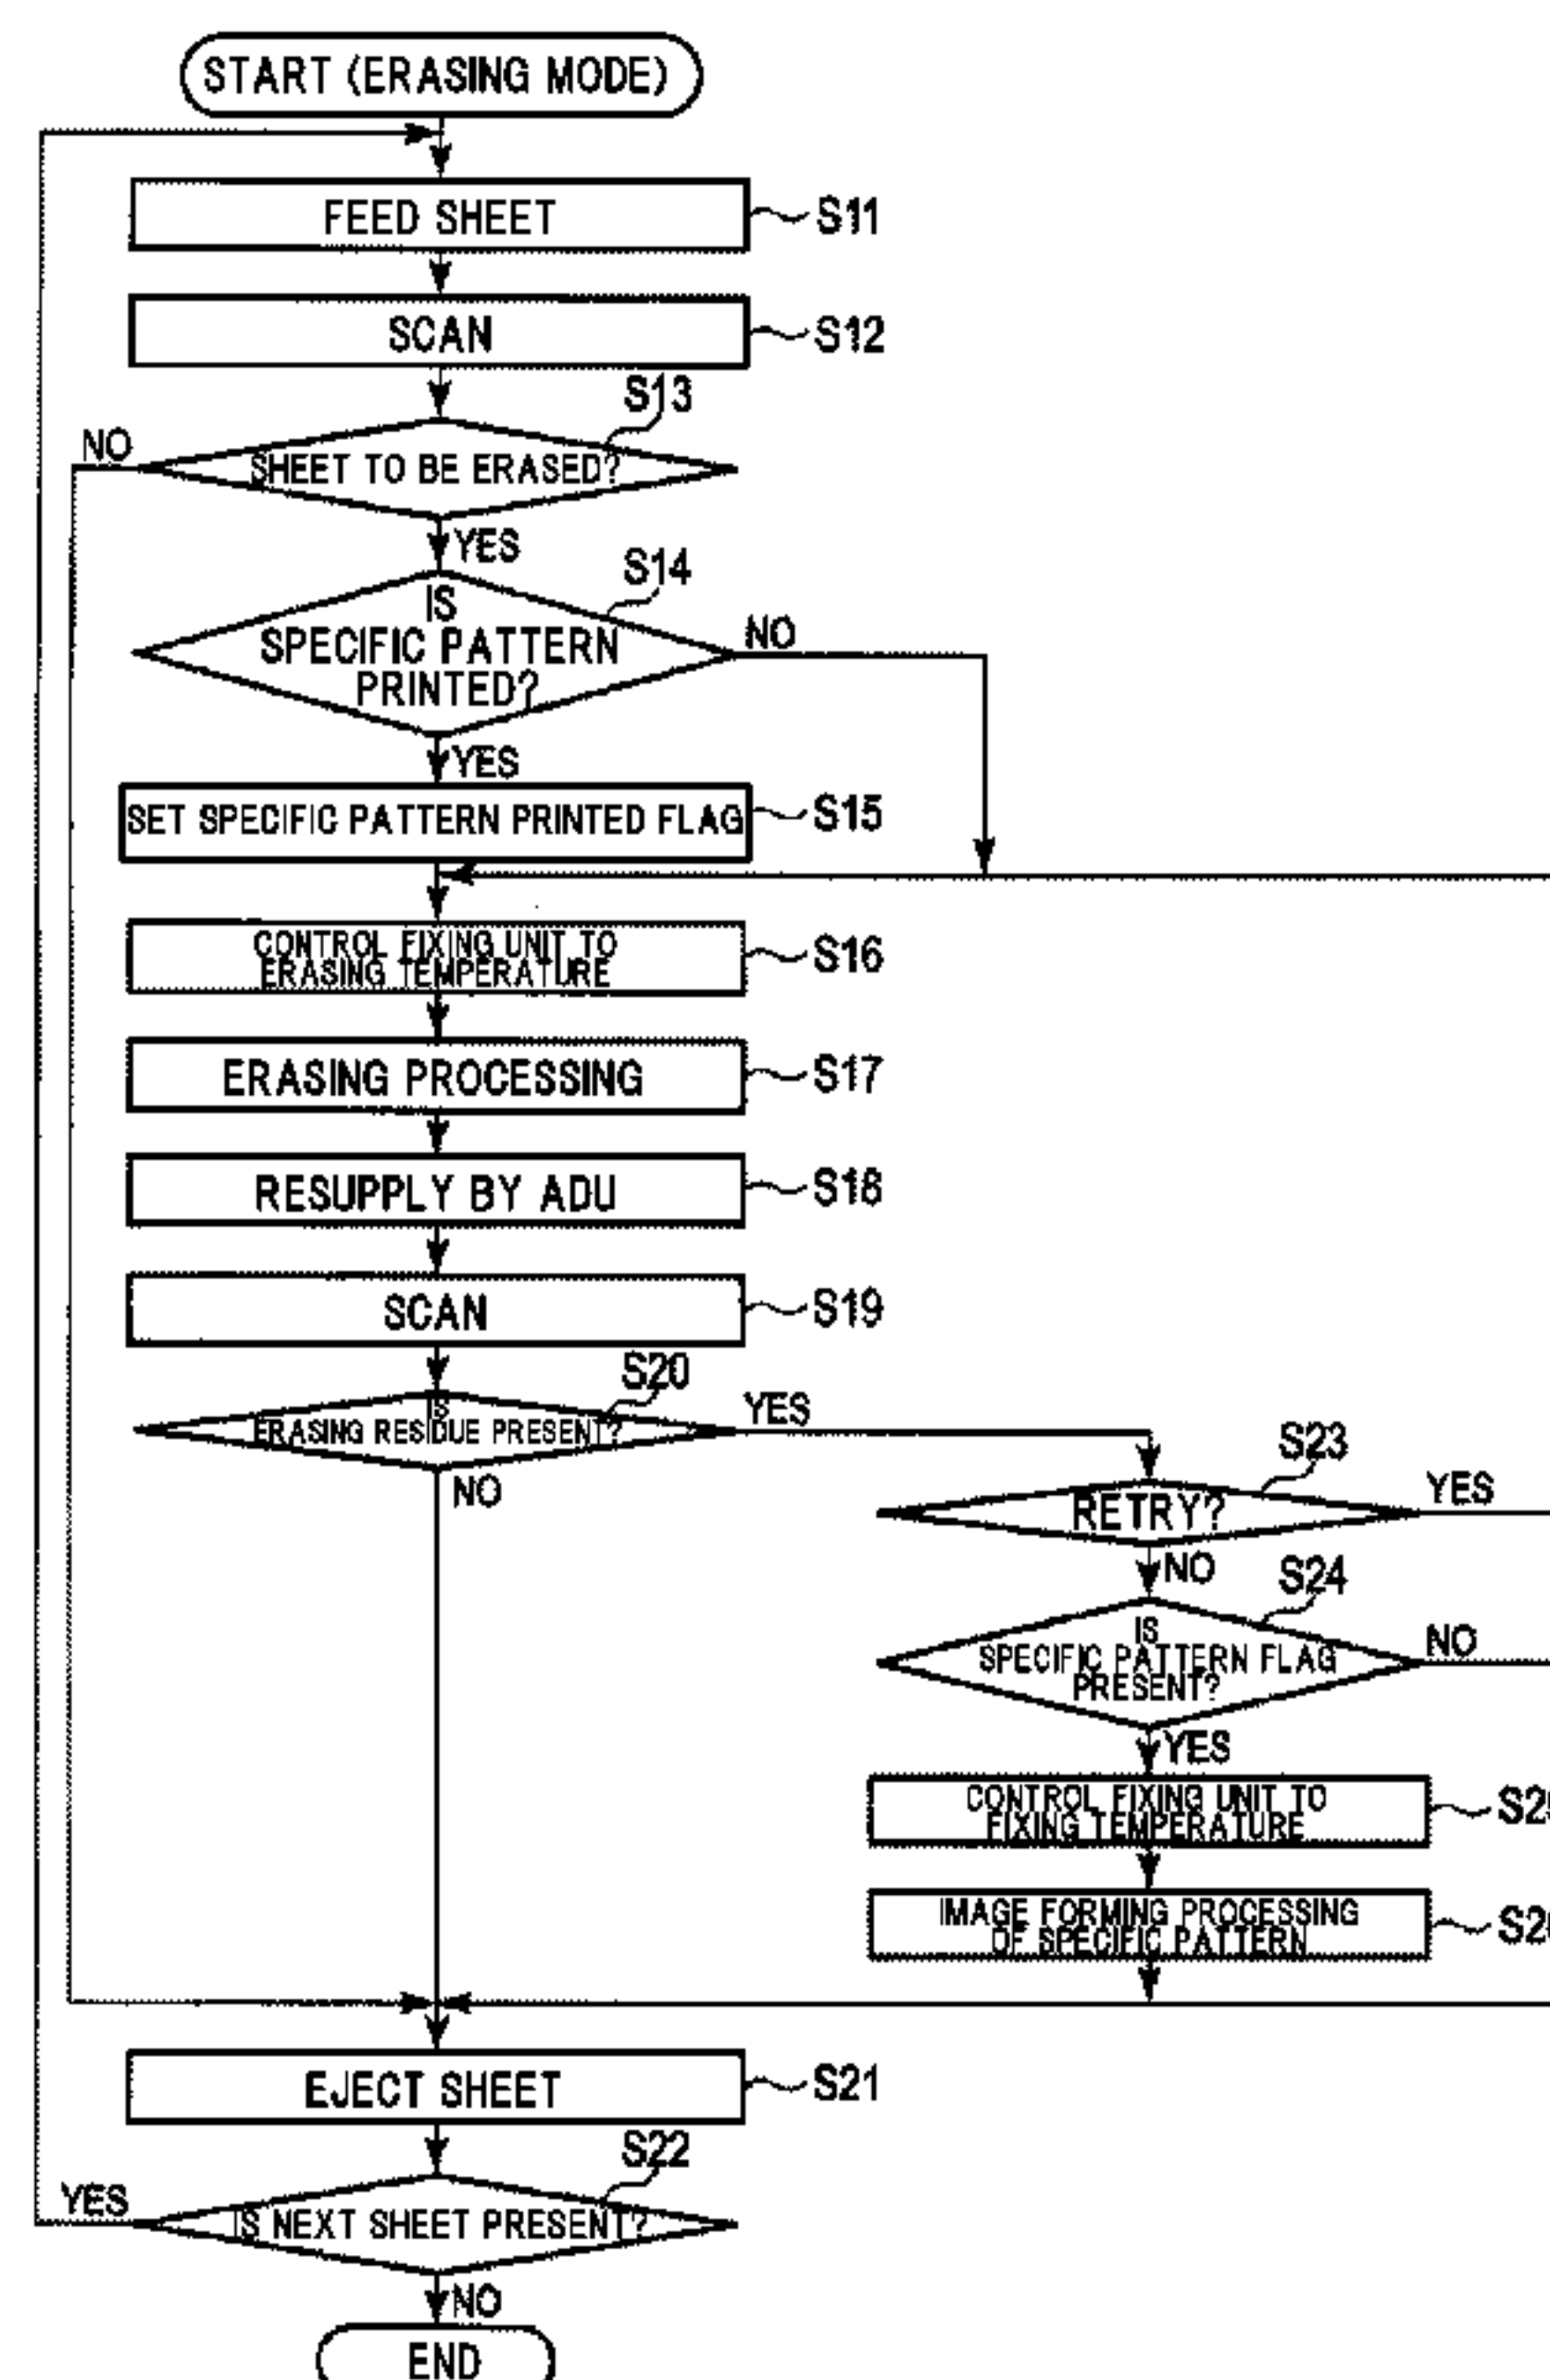 START (ERASING MODE)
FEED SHEET
S11
SCAN
S12
S13
NO
SHEET TO BE ERASED?
YES
S14
IS
SPECIFIC PATTERN
PRINTED?
NO
YES
SET SPECIFIC PATTERN PRINTED FLAG
S15
CONTROL FIXING UNIT TO
ERASING TEMPERATURE
S16
ERASING PROCESSING
S17
RESUPPLY BY ADU
S18
SCAN
S19
S20
IS
ERASING RESIDUE PRESENT?
YES
NO
S23
RETRY?
YES
NO
S24
IS
SPECIFIC PATTERN FLAG
PRESENT?
NO
YES
CONTROL FIXING UNIT TO
FIXING TEMPERATURE
IMAGE FORMING PROCESSING
OF SPECIFIC PATTERN
EJECT SHEET
S21
S22
YES
IS NEXT SHEET PRESENT?
NO
END